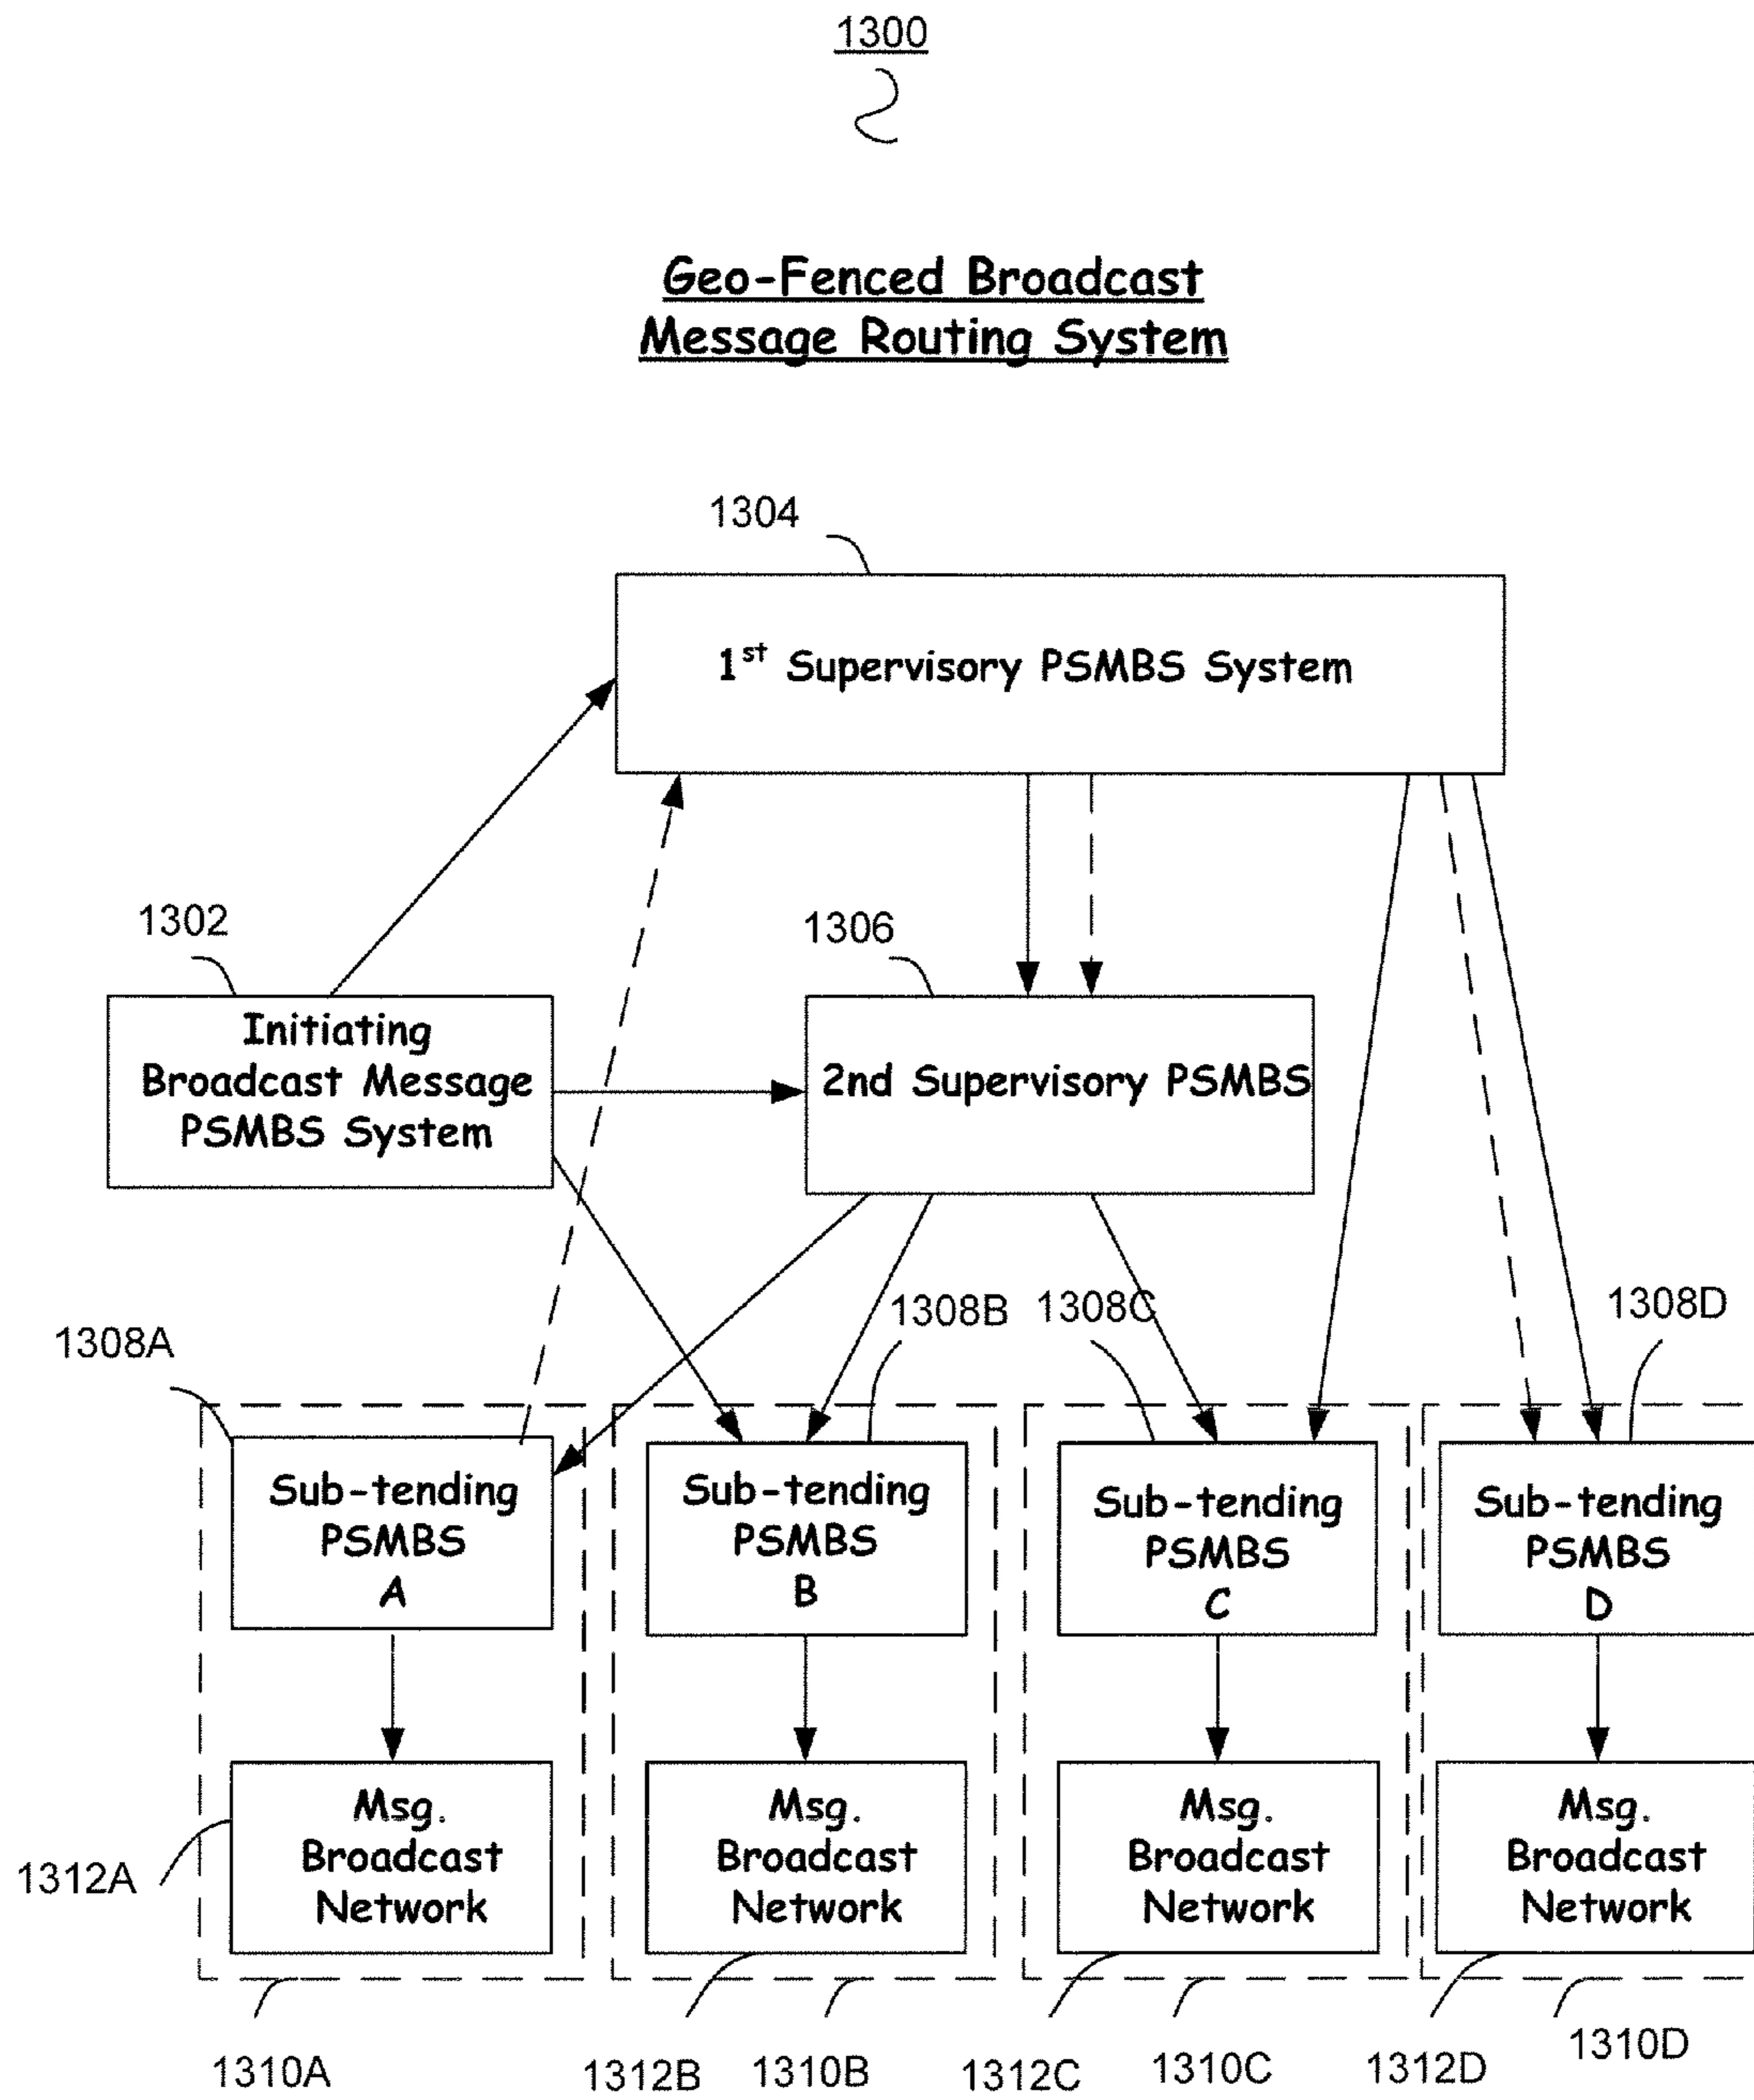 1300
Geo-Fenced Broadcast
Message Routing System
1304
1st Supervisory PSMBS System
1302
1306
Initiating
Broadcast Message
PSMBS System
2nd Supervisory PSMBS
1308A
1308B
1308C
1308D
Sub-tending
PSMBS
A
Sub-tending
PSMBS
B
Sub-tending
PSMBS
C
Sub-tending
PSMBS
D
Msg.
Broadcast
Network
Msg.
Broadcast
Network
Msg.
Broadcast
Network
Msg.
Broadcast
Network
1312A
1310A
1312B
1310B
1312C
1310C
1312D
1310D